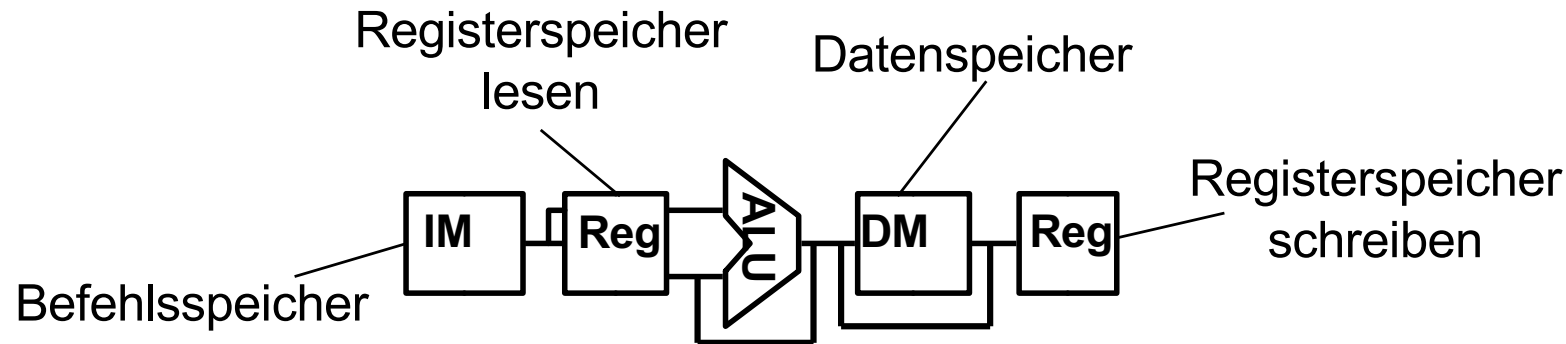 Registerspeicher
lesen
Datenspeicher
Registerspeicher
schreiben
IM
Reg
ALU
DM
Reg
Befehlsspeicher